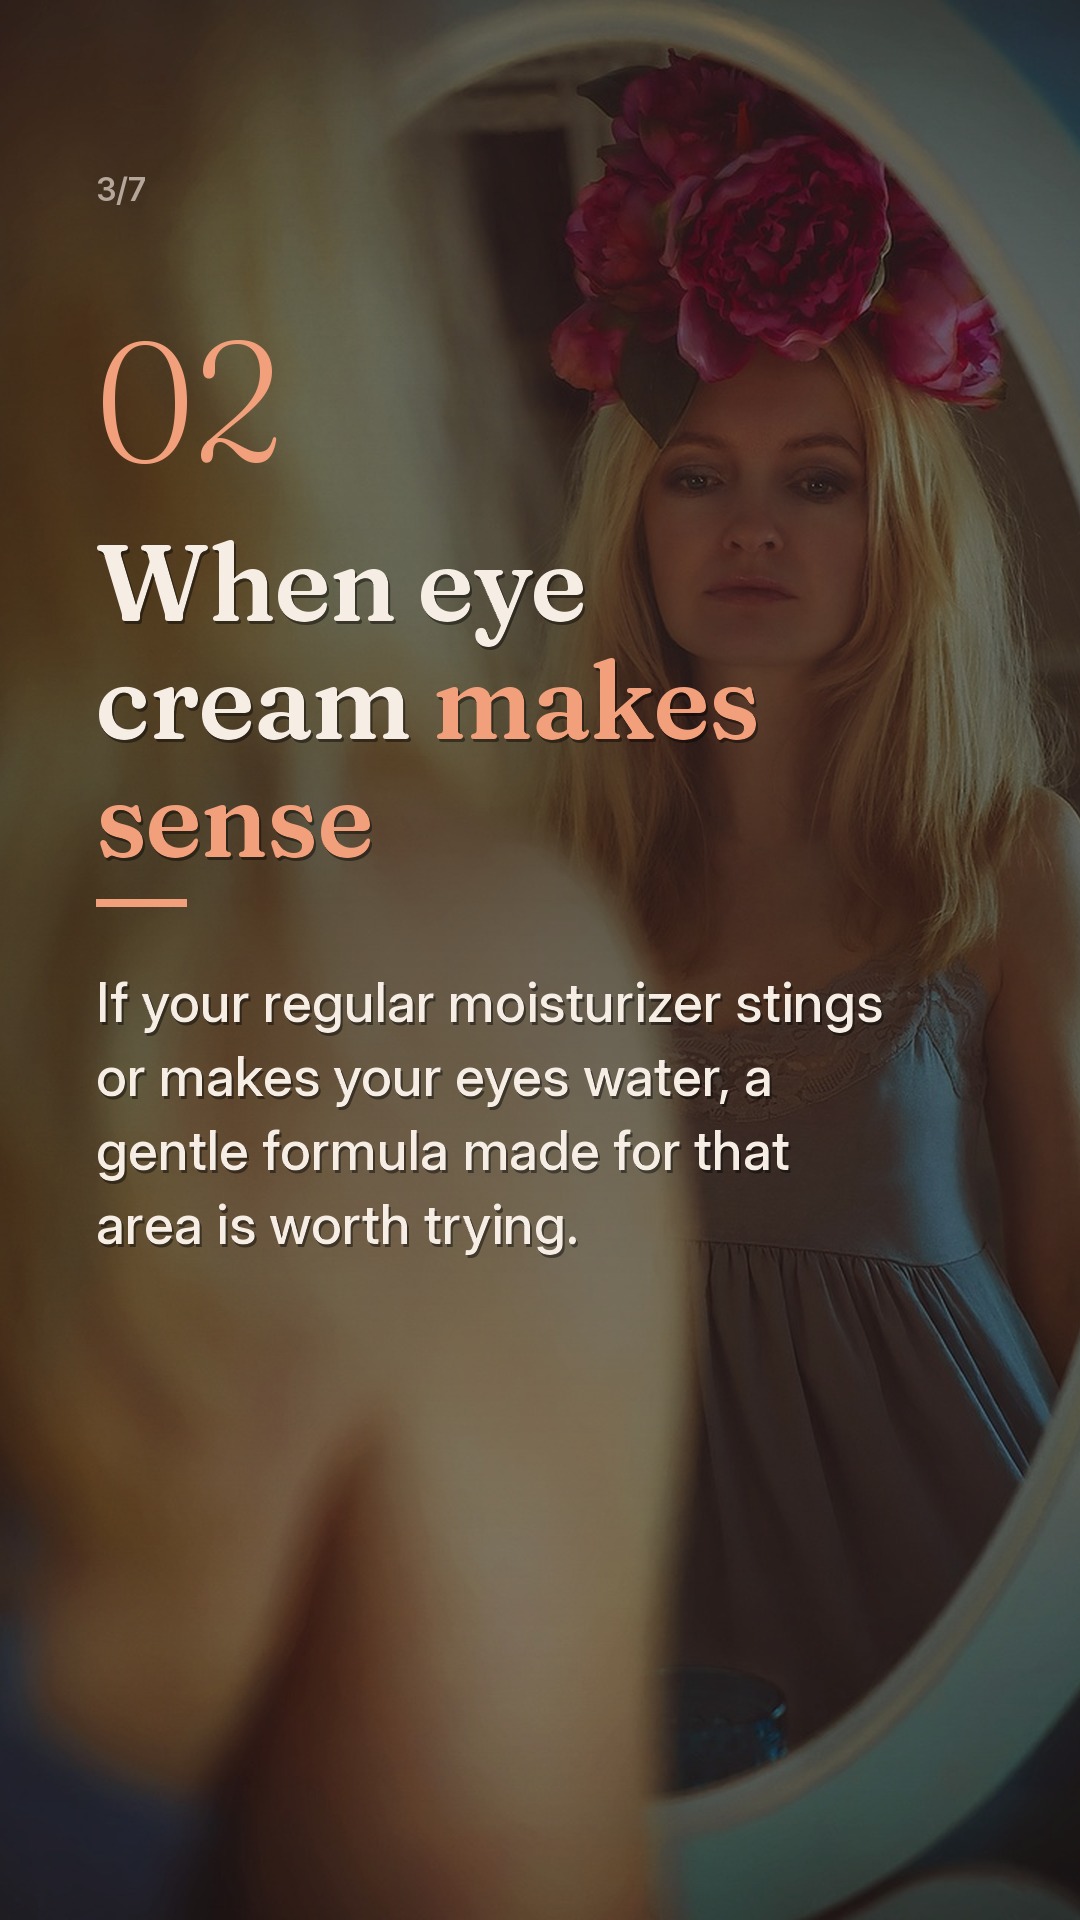 3/7
02
When eye
cream makes
sense
If your regular moisturizer stings
or makes your eyes water, a
gentle formula made for that
area is worth trying.